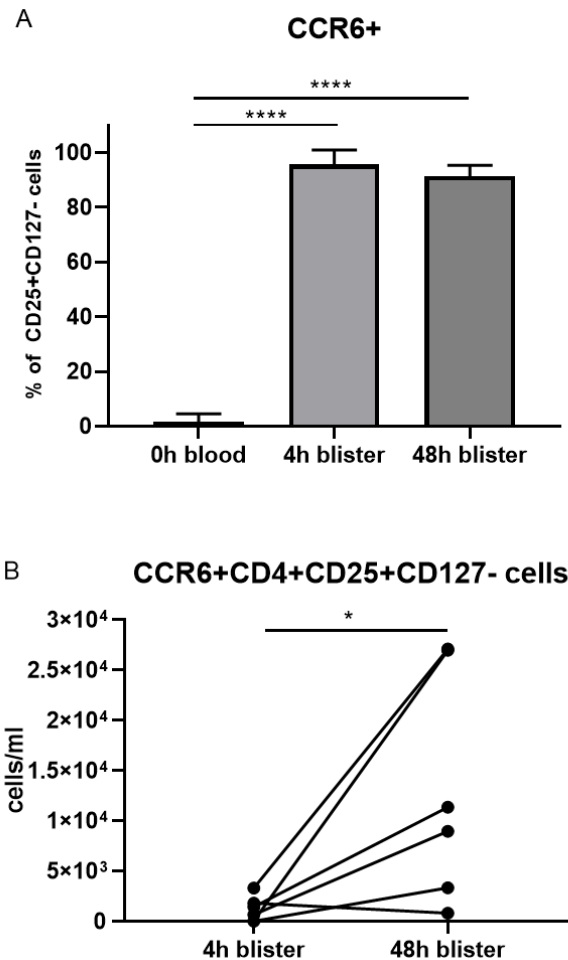 A
CCR6+
****
****
% of CD25+CD127- cells
100
80
60
40
20
0
0h blood
4h blister
48h blister
B
CCR6+CD4+CD25+CD127- cells
*
cells/ml
3×10⁴
2.5×10⁴
2×10⁴
1.5×10⁴
1×10⁴
5×10³
0
4h blister
48h blister